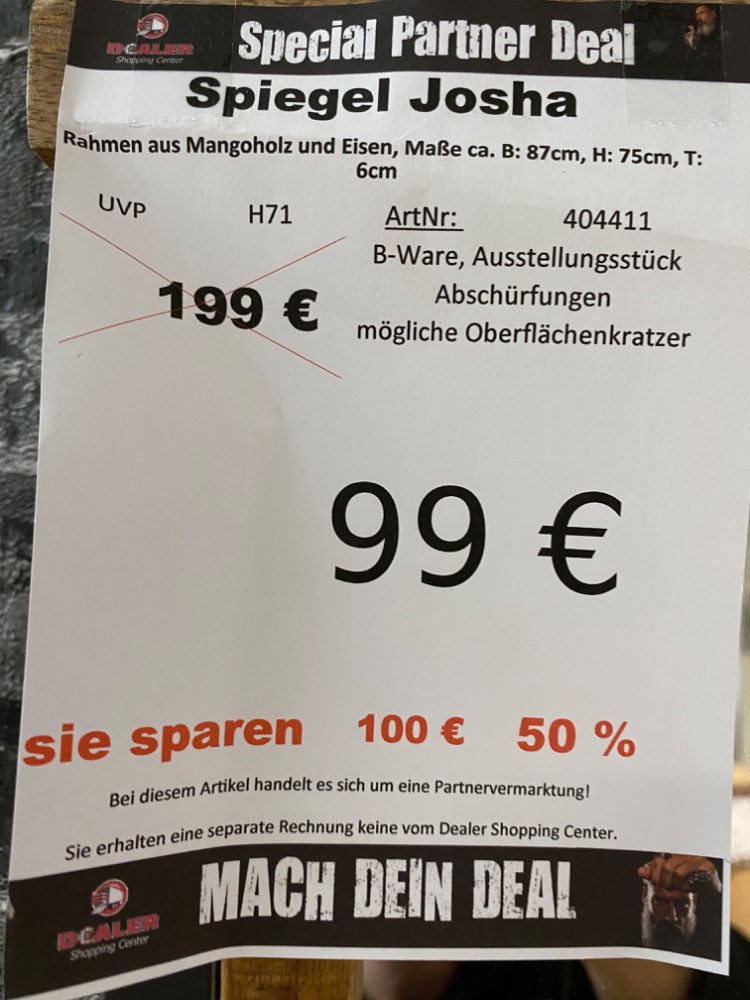 DEALER
Shopping Center
Special Partner Deal
Spiegel Josha
Rahmen aus Mangoholz und Eisen, Maße ca. B: 87cm, H: 75cm, T:
6cm
UVP H71 ArtNr: 404411
B-Ware, Ausstellungsstück
199 € Abschürfungen
mögliche Oberflächenkratzer
99 €
sie sparen 100 € 50 %
Bei diesem Artikel handelt es sich um eine Partnervermarktung!
Sie erhalten eine separate Rechnung keine vom Dealer Shopping Center.
MACH DEIN DEAL
DEALER
Shopping Center